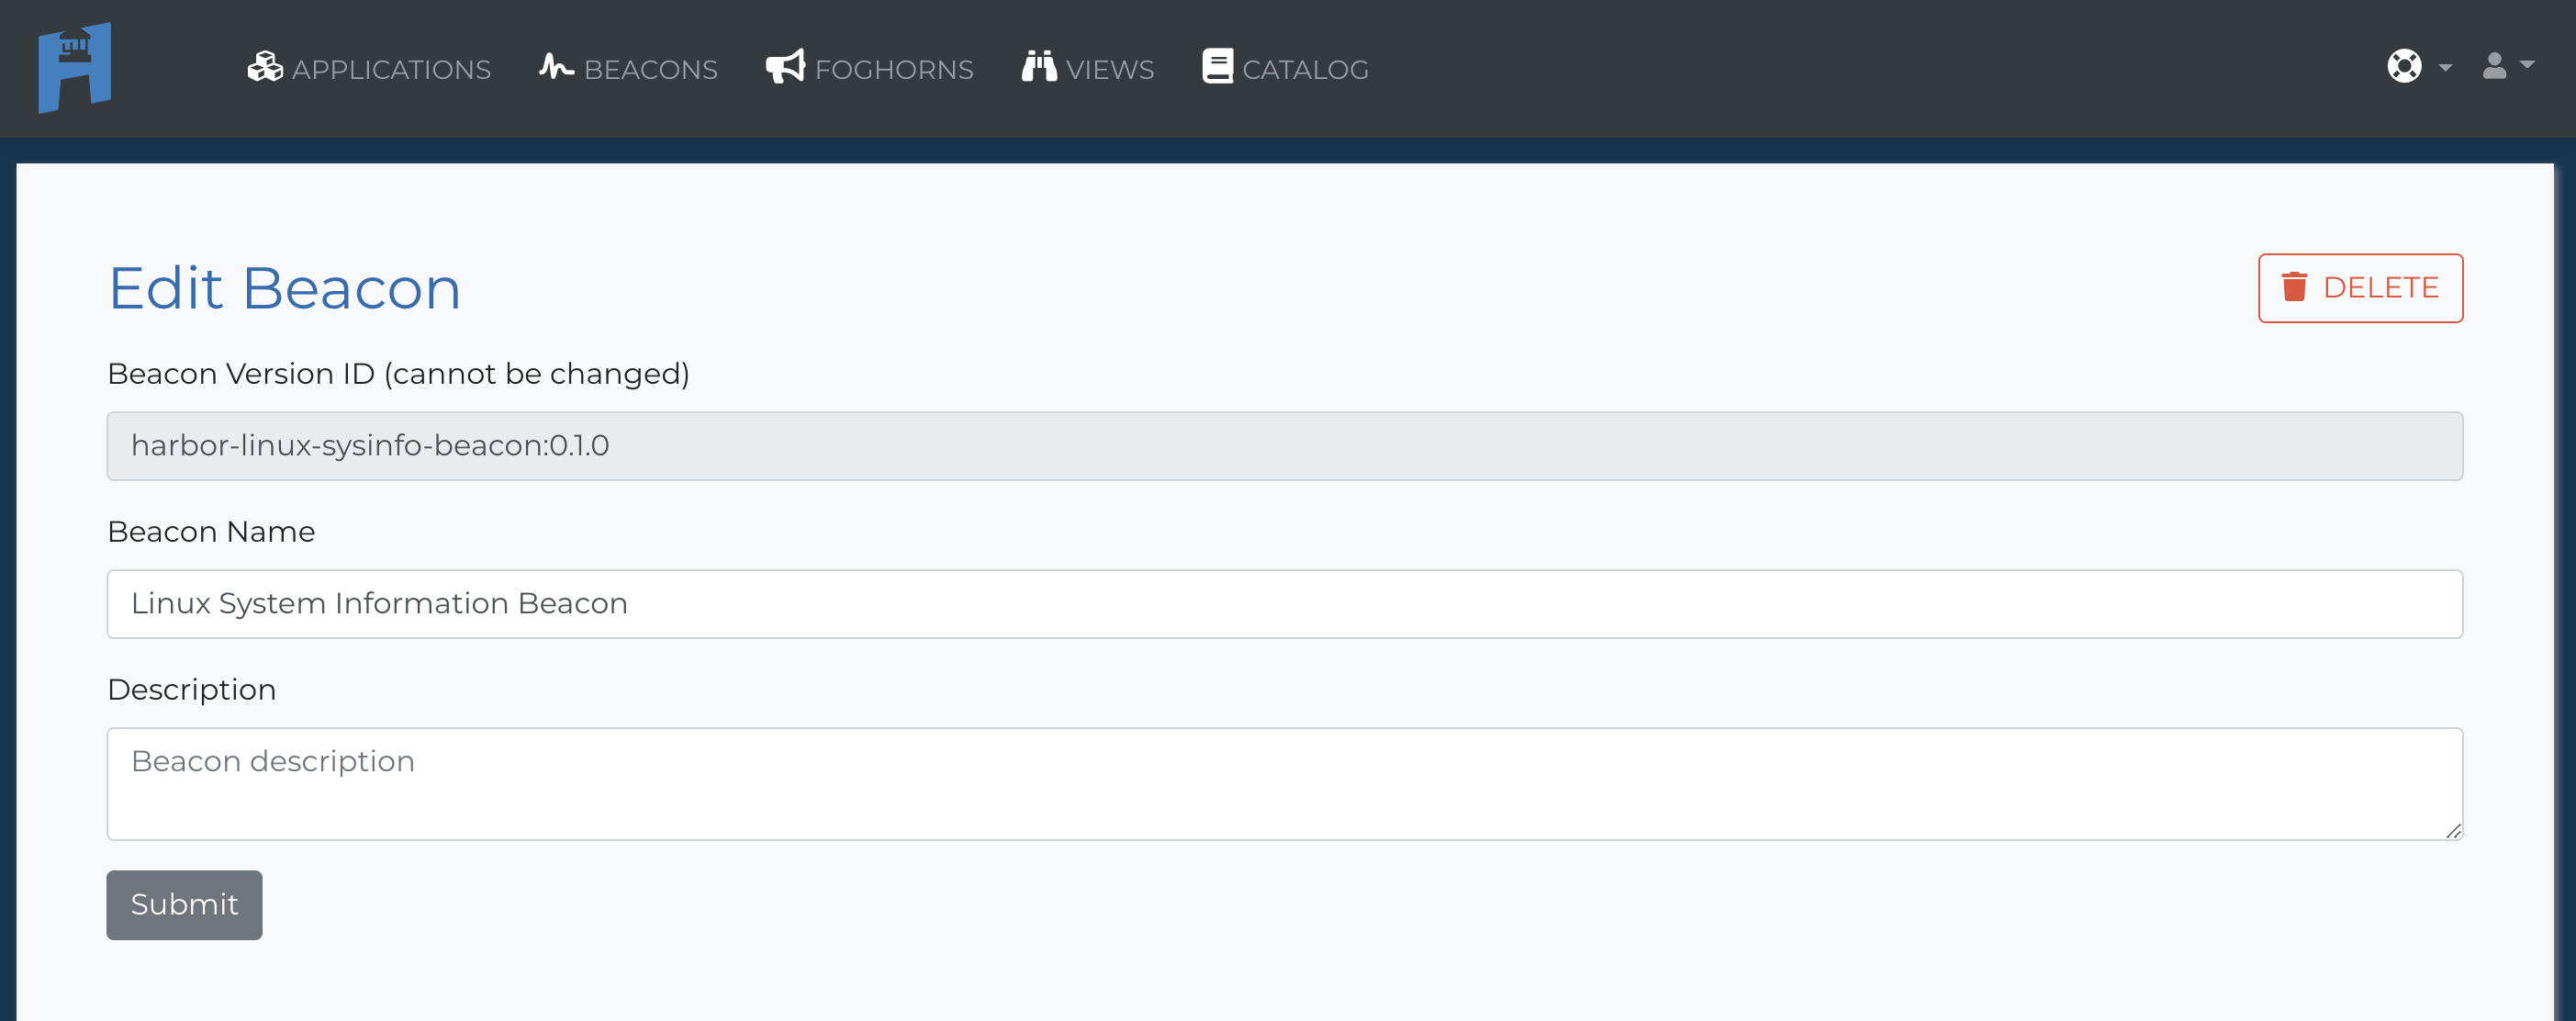 APPLICATIONS BEACONS FOGHORNS VIEWS CATALOG
Edit Beacon
DELETE
Beacon Version ID (cannot be changed)
harbor-linux-sysinfo-beacon:0.1.0
Beacon Name
Linux System Information Beacon
Description
Beacon description
Submit